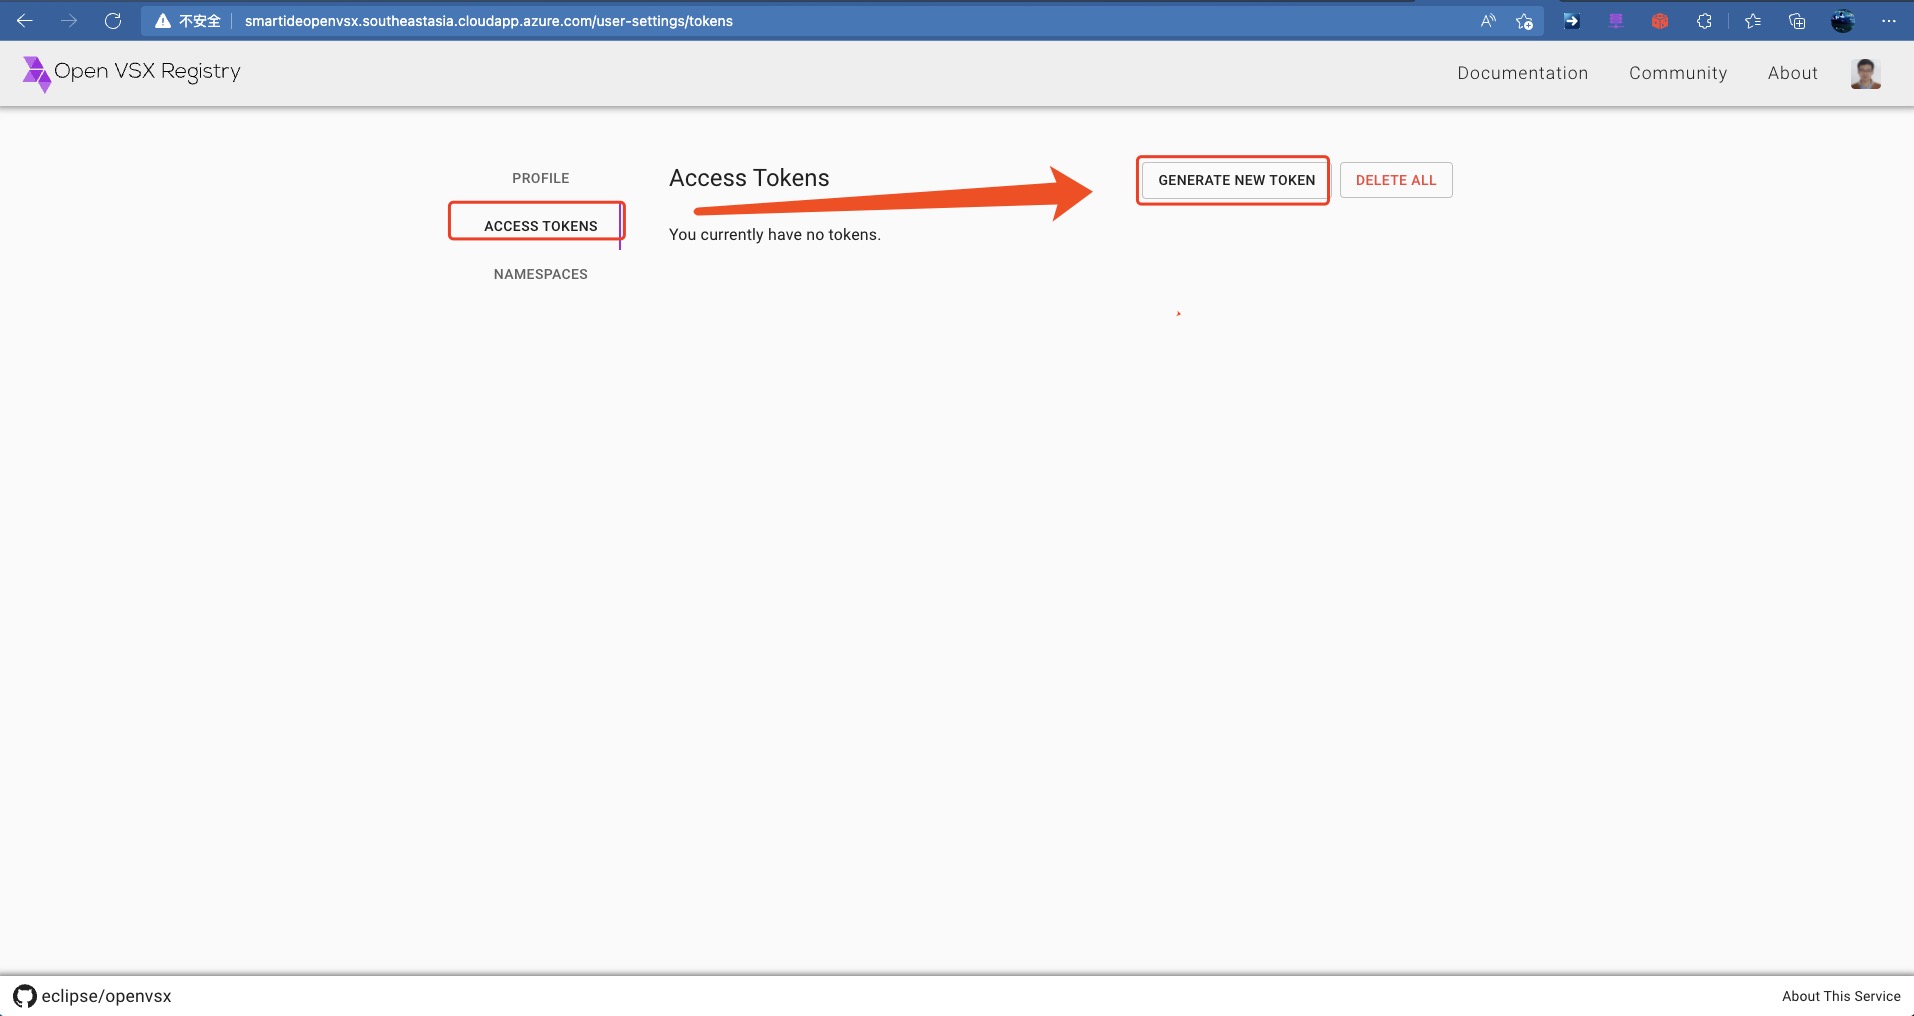 不安全 smartideopenvsx.southeastasia.cloudapp.azure.com/user-settings/tokens
Open VSX Registry
Documentation Community About
PROFILE
ACCESS TOKENS
NAMESPACES
Access Tokens
GENERATE NEW TOKEN
DELETE ALL
You currently have no tokens.
eclipse/openvsx
About This Service